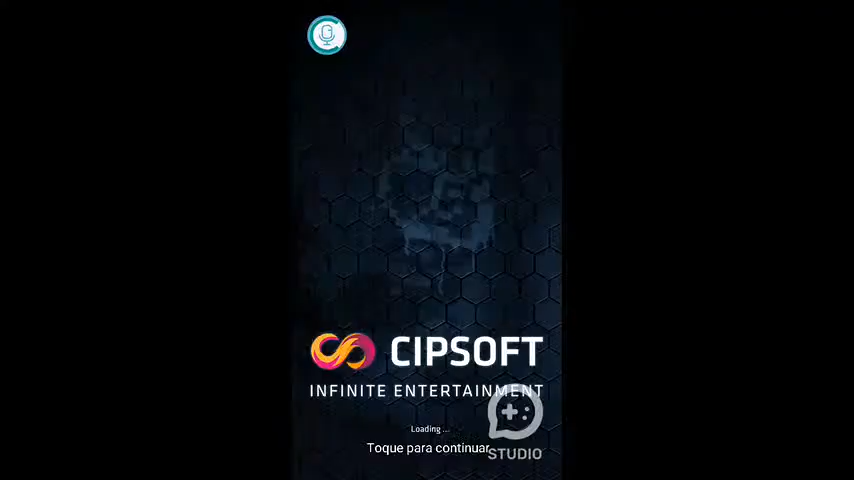 CIPSOFT
INFINITE ENTERTAINMENT
Loading ...
Toque para continuar
STUDIO